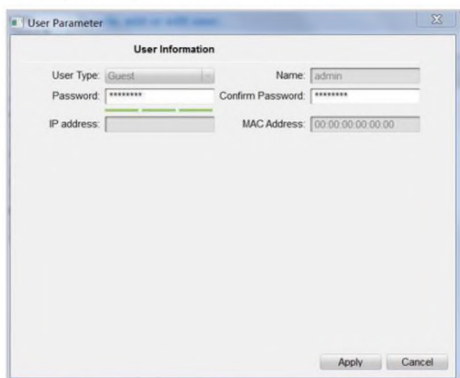 User Parameter
User Information
User Type: Guest Name: admin
Password: ******** Confirm Password: ********
IP address: MAC Address: 00:00:00:00:00:00
Apply Cancel